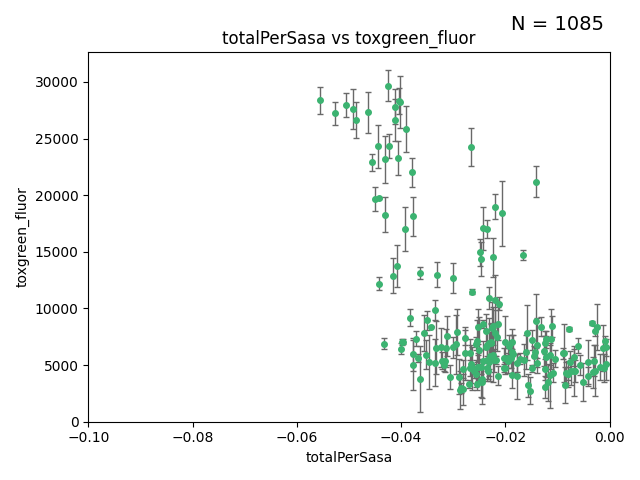 N = 1085
totalPerSasa vs toxgreen_fluor
30000
25000
20000
15000
10000
5000
0
toxgreen_fluor
−0.10 −0.08 −0.06 −0.04 −0.02 0.00
totalPerSasa